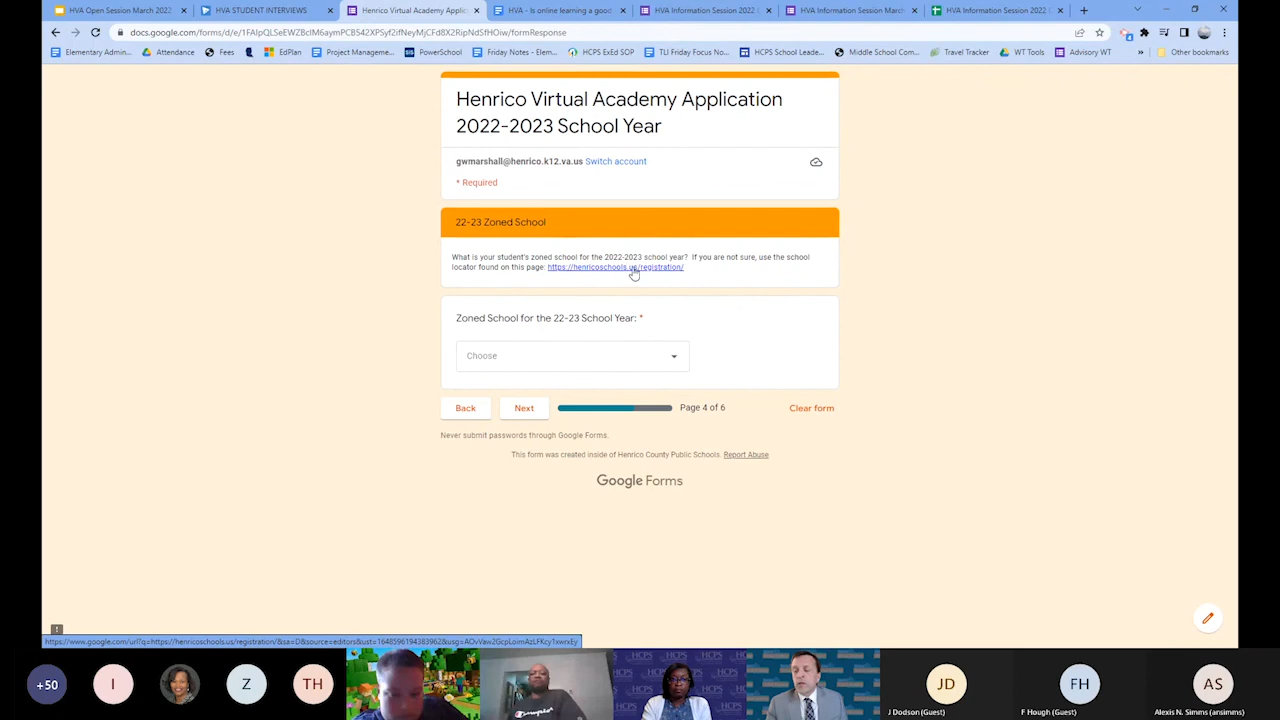 HVA Open Session March 2022
HVA STUDENT INTERVIEWS
Henrico Virtual Academy Applic
HVA - Is online learning a good
HVA Information Session 2022
HVA Information Session March
HVA Information Session 2022
Elementary Admin...
Attendance
Fees
EdPlan
Project Management...
PowerSchool
Friday Notes - Elem...
HCPS ExEd SOP
TLI Friday Focus No...
HCPS School Leade...
Middle School Com...
Travel Tracker
WT Tools
Advisory WT
Other bookmarks
Henrico Virtual Academy Application
2022-2023 School Year
gwmarshall@henrico.k12.va.us Switch account
* Required
22-23 Zoned School
What is your student's zoned school for the 2022-2023 school year? If you are not sure, use the school
locator found on this page: https://henricoschools.us/registration/
Zoned School for the 22-23 School Year: *
Choose
Back
Next
Page 4 of 6
Clear form
Never submit passwords through Google Forms.
This form was created inside of Henrico County Public Schools. Report Abuse
Google Forms
+50
I
Z
TH
HCPS
JD
J Dodson (Guest)
FH
F Hough (Guest)
AS
Alexis N. Simms (ansimms)